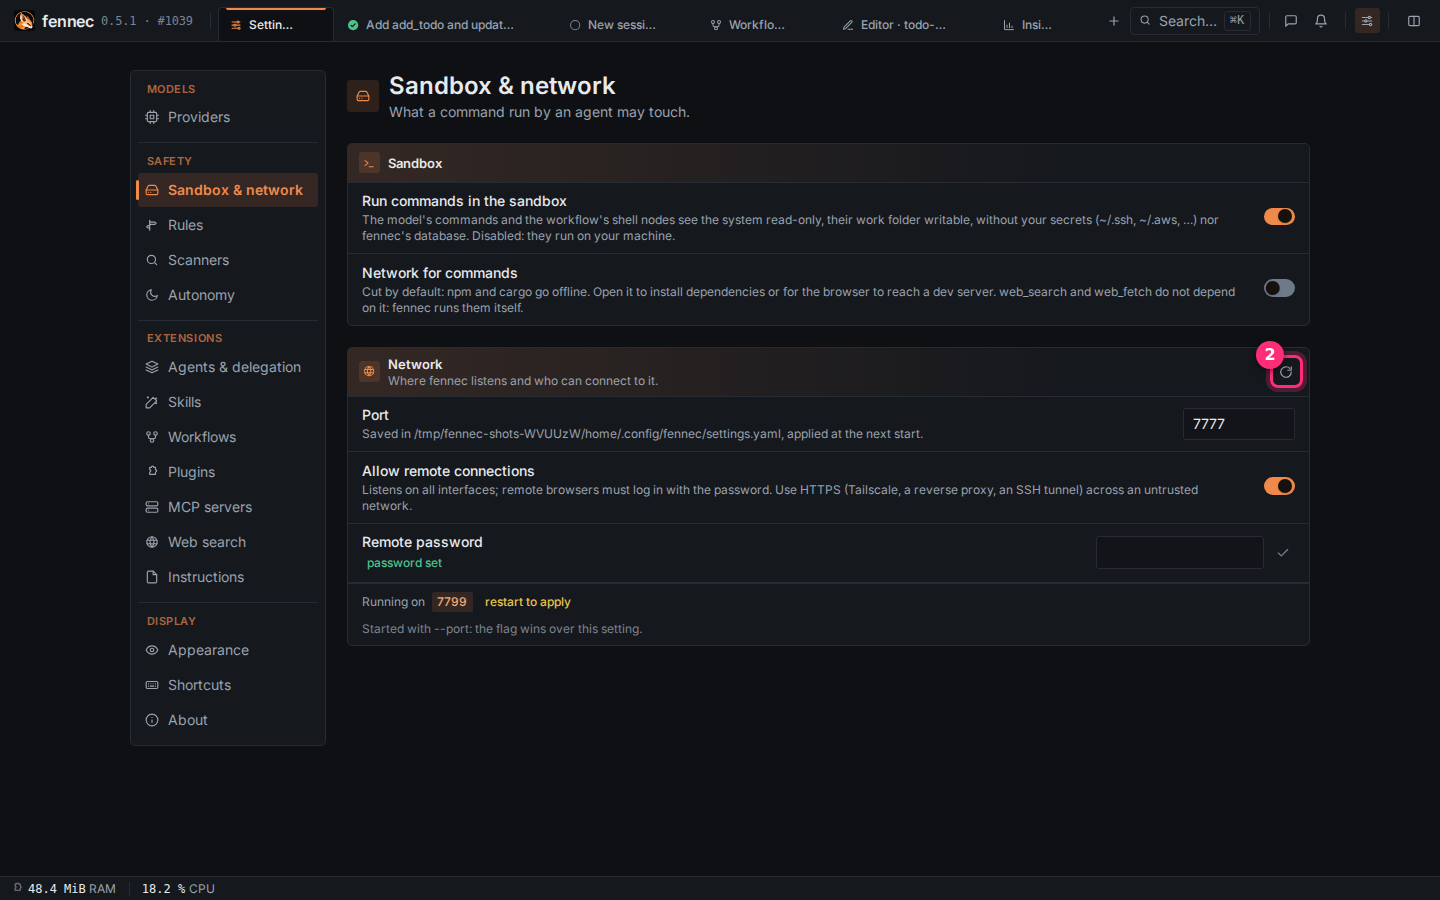 fennec 0.5.1 · #1039
Settin...
Add add_todo and updat...
New sessi...
Workflo...
Editor · todo-...
Insi...
Search... ⌘K
MODELS
Providers
SAFETY
Sandbox & network
Rules
Scanners
Autonomy
EXTENSIONS
Agents & delegation
Skills
Workflows
Plugins
MCP servers
Web search
Instructions
DISPLAY
Appearance
Shortcuts
About
Sandbox & network
What a command run by an agent may touch.
Sandbox
Run commands in the sandbox
The model's commands and the workflow's shell nodes see the system read-only, their work folder writable, without your secrets (~/.ssh, ~/.aws, ...) nor
fennec's database. Disabled: they run on your machine.
Network for commands
Cut by default: npm and cargo go offline. Open it to install dependencies or for the browser to reach a dev server. web_search and web_fetch do not depend
on it: fennec runs them itself.
Network
Where fennec listens and who can connect to it.
2
Port
Saved in /tmp/fennec-shots-WVUUzW/home/.config/fennec/settings.yaml, applied at the next start.
7777
Allow remote connections
Listens on all interfaces; remote browsers must log in with the password. Use HTTPS (Tailscale, a reverse proxy, an SSH tunnel) across an untrusted
network.
Remote password
password set
Running on 7799 restart to apply
Started with --port: the flag wins over this setting.
48.4 MiB RAM
18.2 % CPU